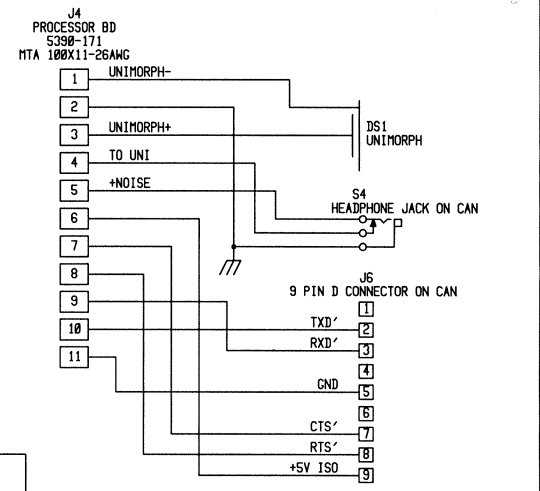 J4
PROCESSOR BD
5390-171
MTA 100X11-26AWG
1 UNIMORPH-
2
3 UNIMORPH+
4 TO UNI
5 +NOISE
6
7
8
9
10
11
DS1
UNIMORPH
S4
HEADPHONE JACK ON CAN
J6
9 PIN D CONNECTOR ON CAN
1
TXD' 2
RXD' 3
4
GND 5
6
CTS' 7
RTS' 8
+5V ISO 9